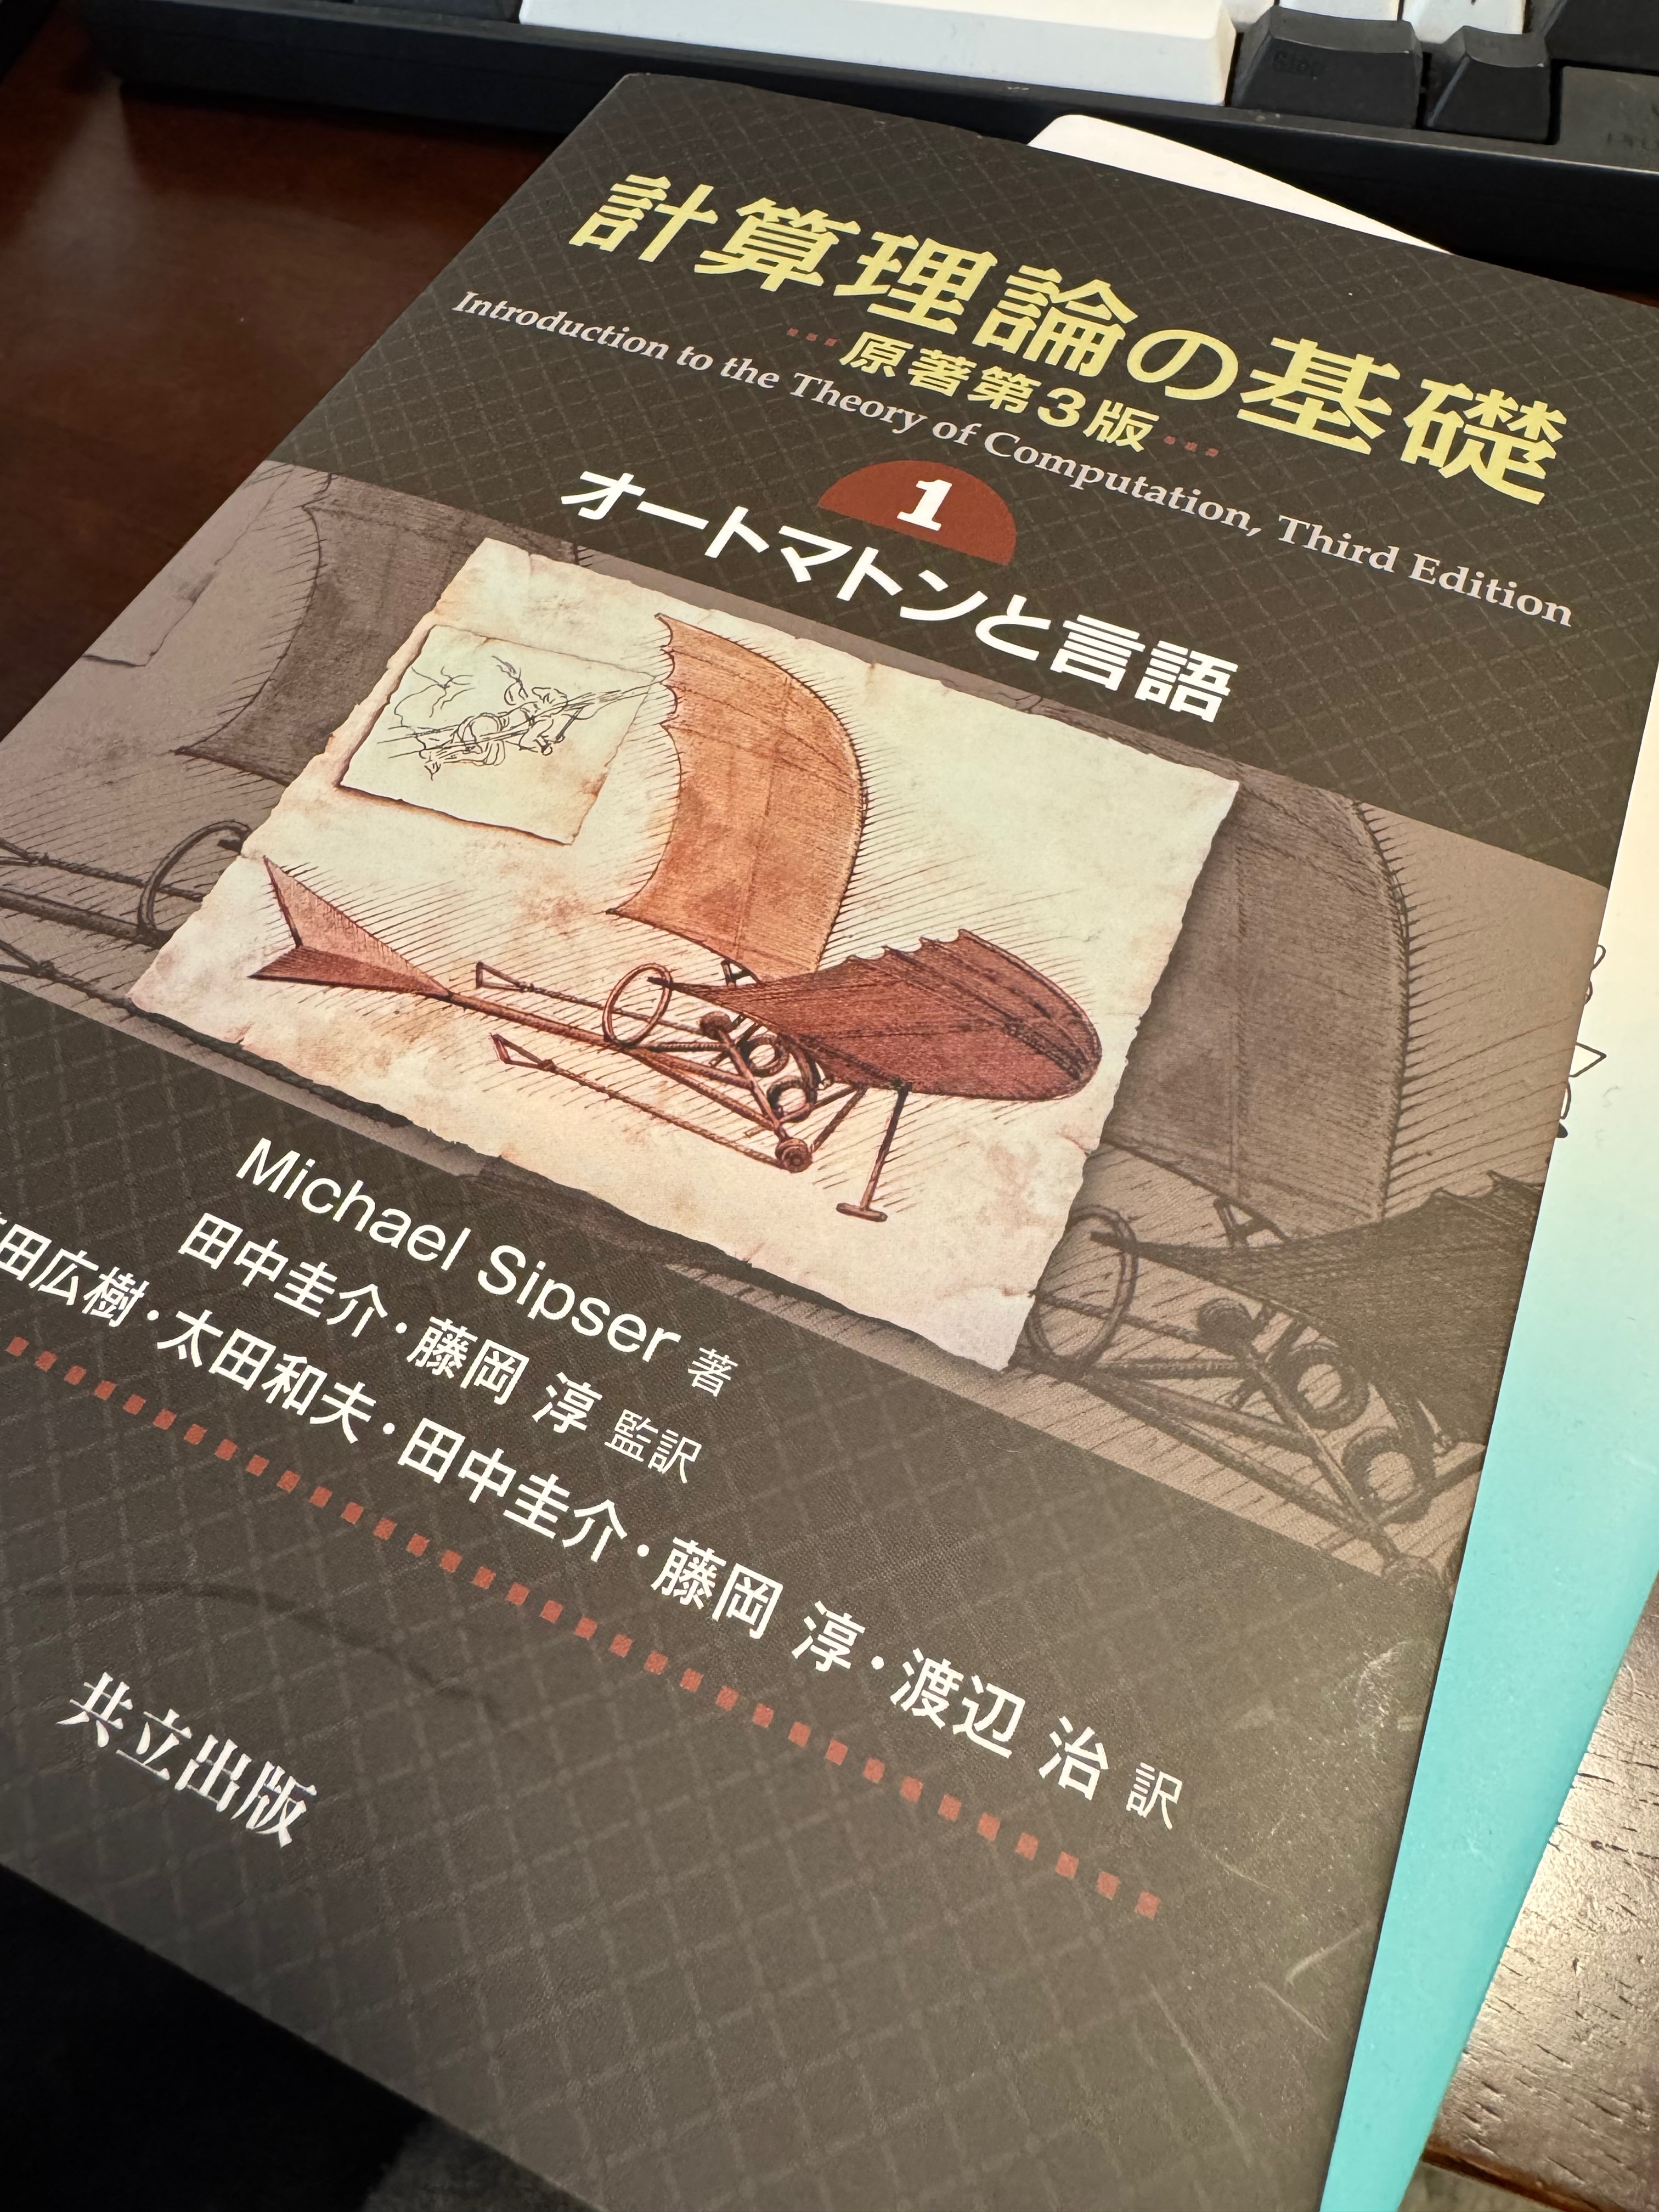 計算理論の基礎
原著第3版
Introduction to the Theory of Computation, Third Edition
1
オートマトンと言語
Michael Sipser 著
田中圭介・藤岡 淳 監訳
田広樹・太田和夫・田中圭介・藤岡 淳・渡辺 治 訳
共立出版